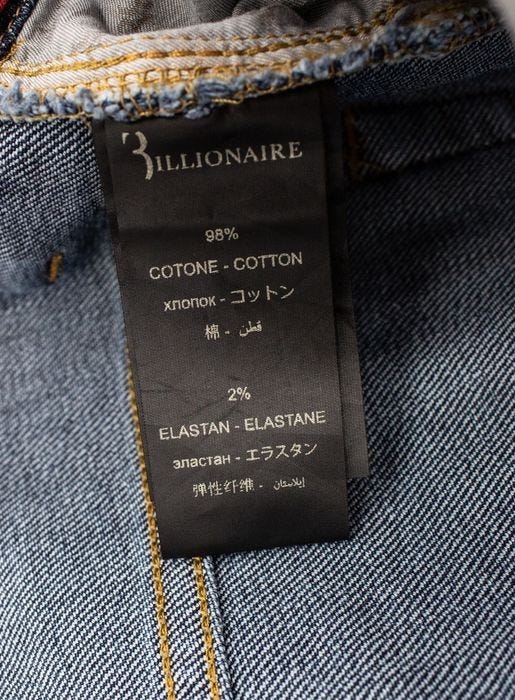 BILLIONAIRE
98%
COTONE - COTTON
хлопок - コットン
棉 - قطن
2%
ELASTAN - ELASTANE
эластан - エラスタン
弹性纤维 - إيلاستان